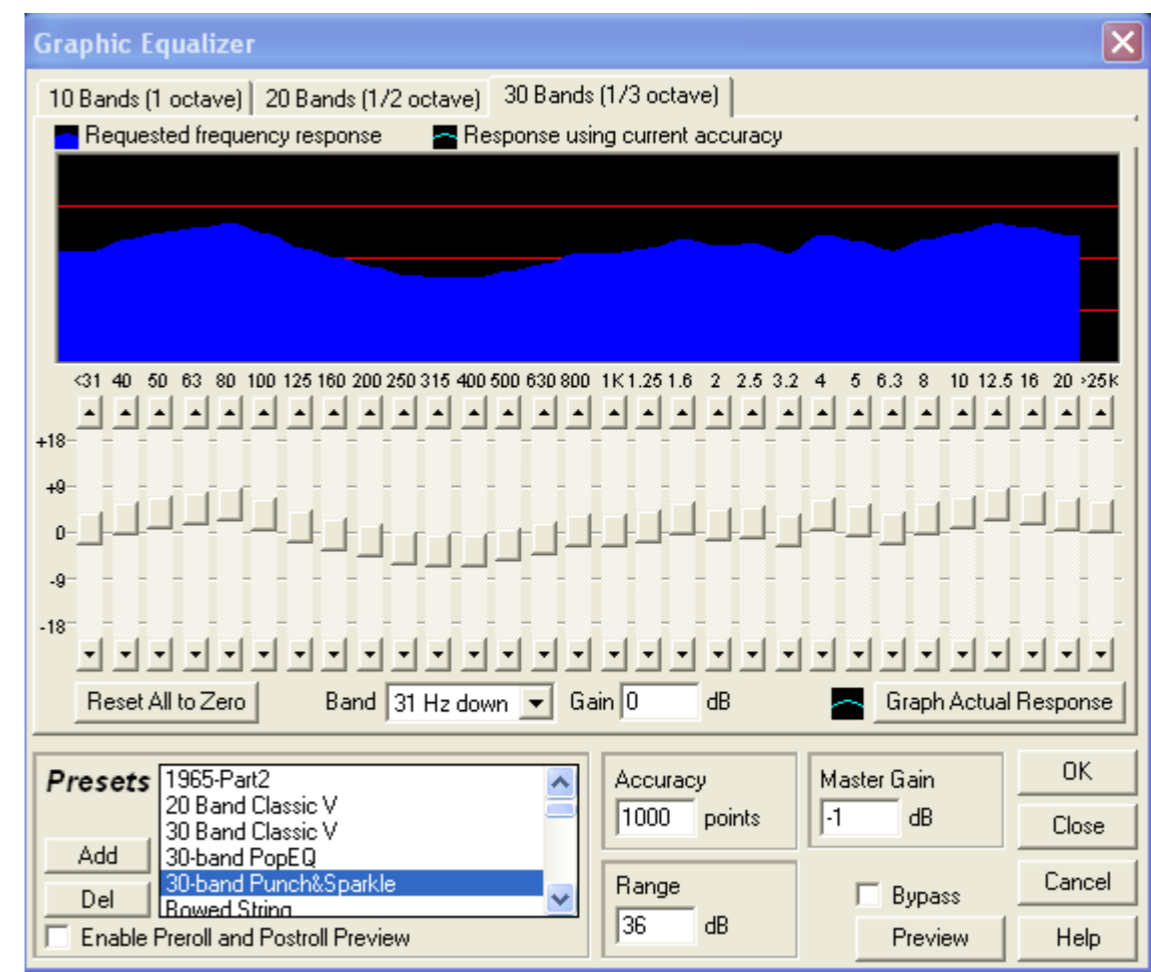 Graphic Equalizer
10 Bands (1 octave) 20 Bands (1/2 octave) 30 Bands (1/3 octave)
Requested frequency response Response using current accuracy
<31 40 50 63 80 100 125 160 200 250 315 400 500 630 800 1K 1.25 1.6 2 2.5 3.2 4 5 6.3 8 10 12.5 16 20 >25K
+18
+9
0
-9
-18
Reset All to Zero Band 31 Hz down Gain 0 dB Graph Actual Response
Presets
1965-Part2
20 Band Classic V
30 Band Classic V
30-band PopEQ
30-band Punch&Sparkle
Bowed String
Add
Del
Enable Preroll and Postroll Preview
Accuracy
1000 points
Range
36 dB
Master Gain
-1 dB
Bypass
Preview
OK
Close
Cancel
Help